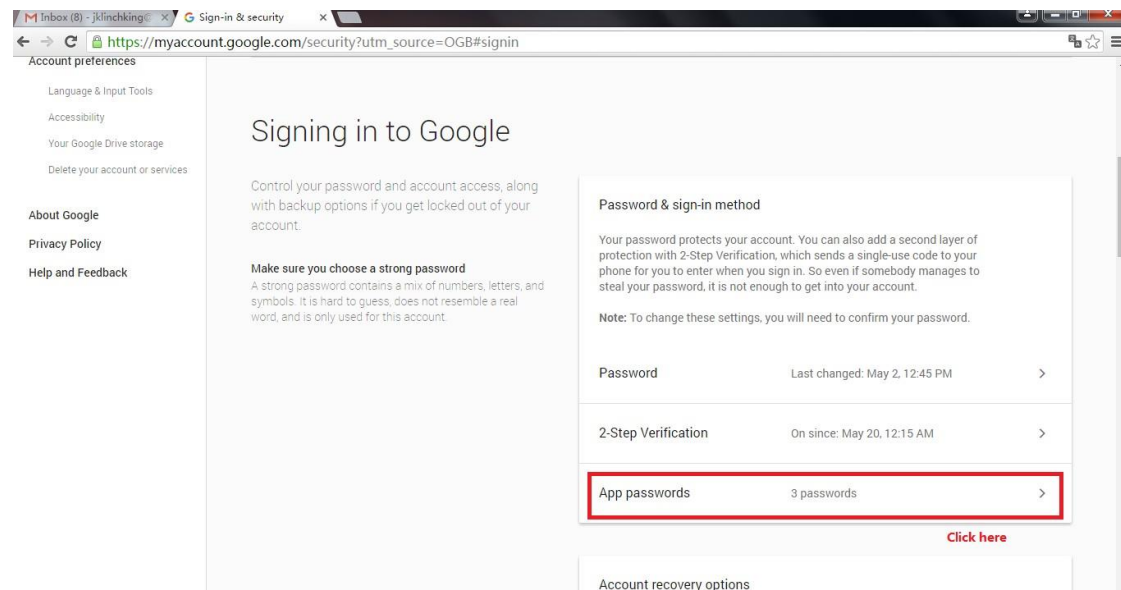 Inbox (8) - jklinchking
Sign-in & security
https://myaccount.google.com/security?utm_source=OGB#signin
Account preferences
Language & Input Tools
Accessibility
Your Google Drive storage
Delete your account or services
About Google
Privacy Policy
Help and Feedback
Signing in to Google
Control your password and account access, along
with backup options if you get locked out of your
account.
Make sure you choose a strong password
A strong password contains a mix of numbers, letters, and
symbols. It is hard to guess, does not resemble a real
word, and is only used for this account.
Password & sign-in method
Your password protects your account. You can also add a second layer of
protection with 2-Step Verification, which sends a single-use code to your
phone for you to enter when you sign in. So even if somebody manages to
steal your password, it is not enough to get into your account.
Note: To change these settings, you will need to confirm your password.
Password Last changed: May 2, 12:45 PM
2-Step Verification On since: May 20, 12:15 AM
App passwords 3 passwords
Click here
Account recovery options